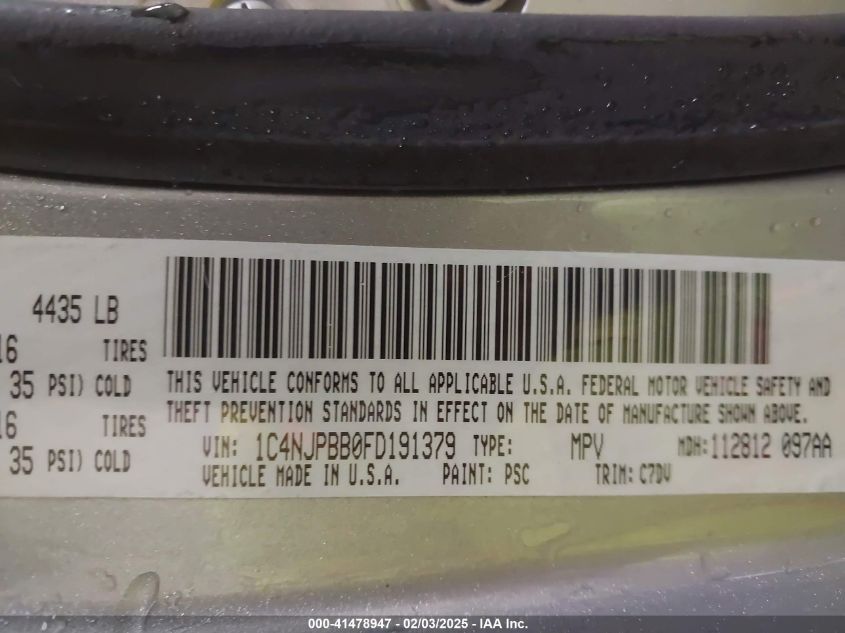 4435 LB
16 TIRES
35 PSI) COLD
16 TIRES
35 PSI) COLD
THIS VEHICLE CONFORMS TO ALL APPLICABLE U.S.A. FEDERAL MOTOR VEHICLE SAFETY AND
THEFT PREVENTION STANDARDS IN EFFECT ON THE DATE OF MANUFACTURE SHOWN ABOVE.
VIN: 1C4NJPBB0FD191379 TYPE: MPV MDH:112812 097AA
VEHICLE MADE IN U.S.A. PAINT: PSC TRIM: C7DV
000-41478947 - 02/03/2025 - IAA Inc.